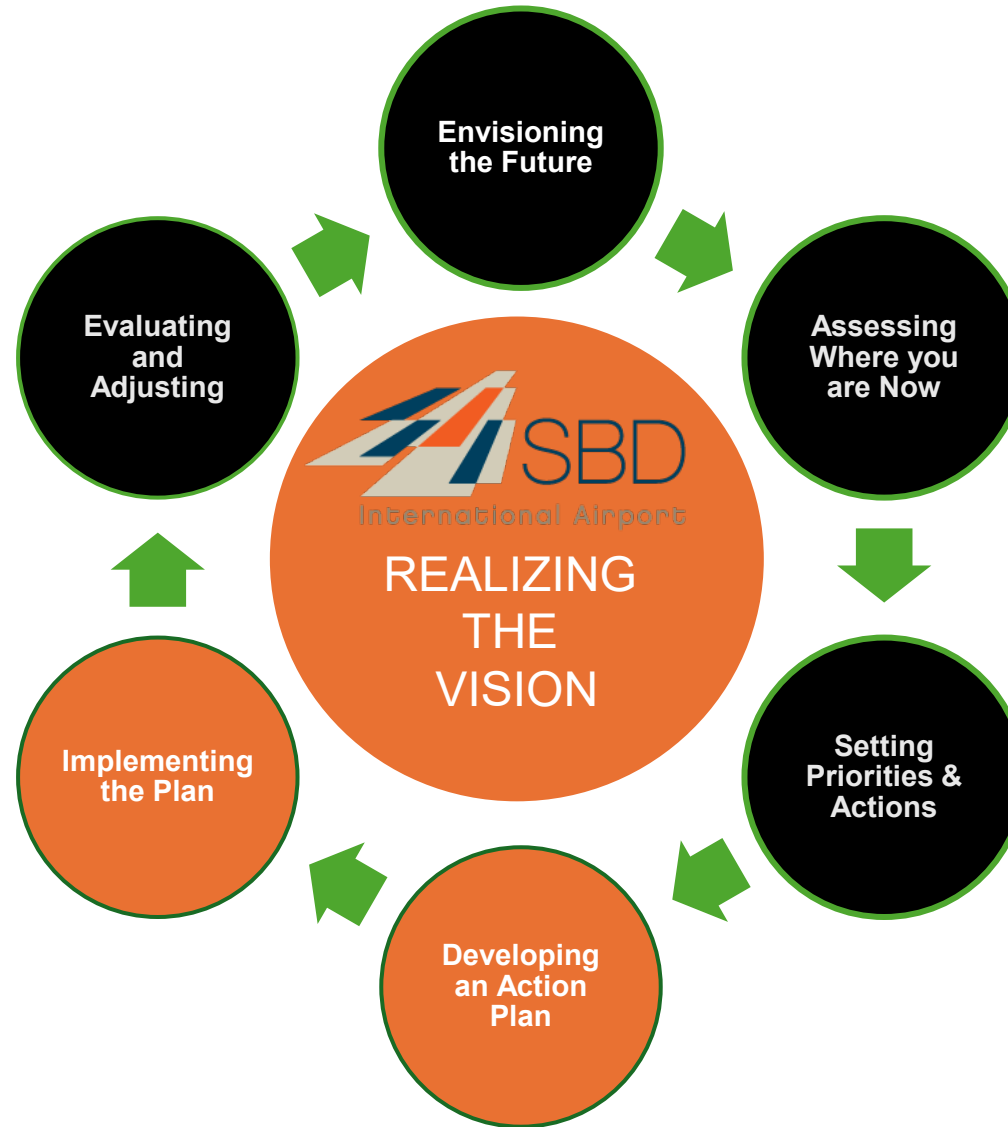 Envisioning
the Future
Assessing
Where you
are Now
Setting
Priorities &
Actions
Developing
an Action
Plan
Implementing
the Plan
Evaluating
and
Adjusting
SBD
International Airport
REALIZING
THE
VISION